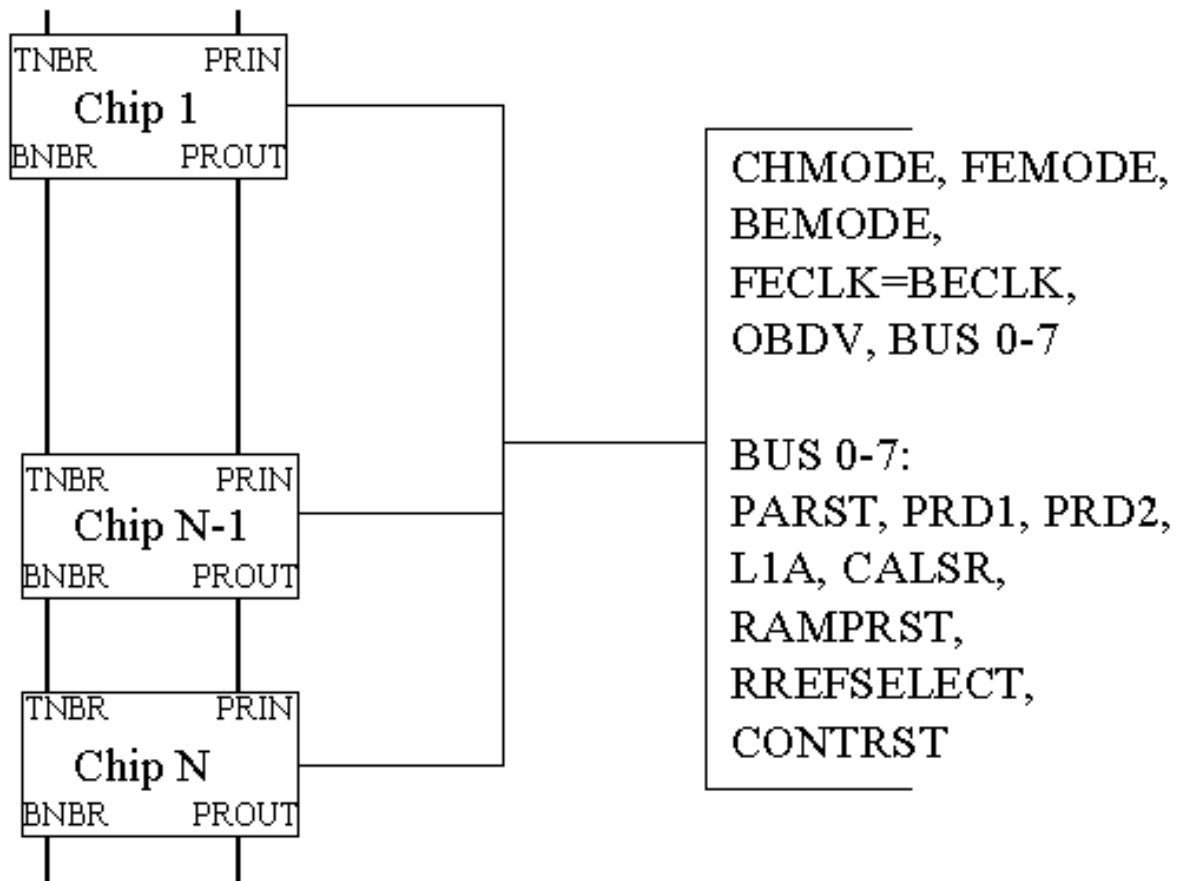 TNBR PRIN
Chip 1
BNBR PROUT
TNBR PRIN
Chip N-1
BNBR PROUT
TNBR PRIN
Chip N
BNBR PROUT
CHMODE, FEMODE,
BEMODE,
FECLK=BECLK,
OBDV, BUS 0-7
BUS 0-7:
PARST, PRD1, PRD2,
L1A, CALSR,
RAMPRST,
RREFSELECT,
CONTRST